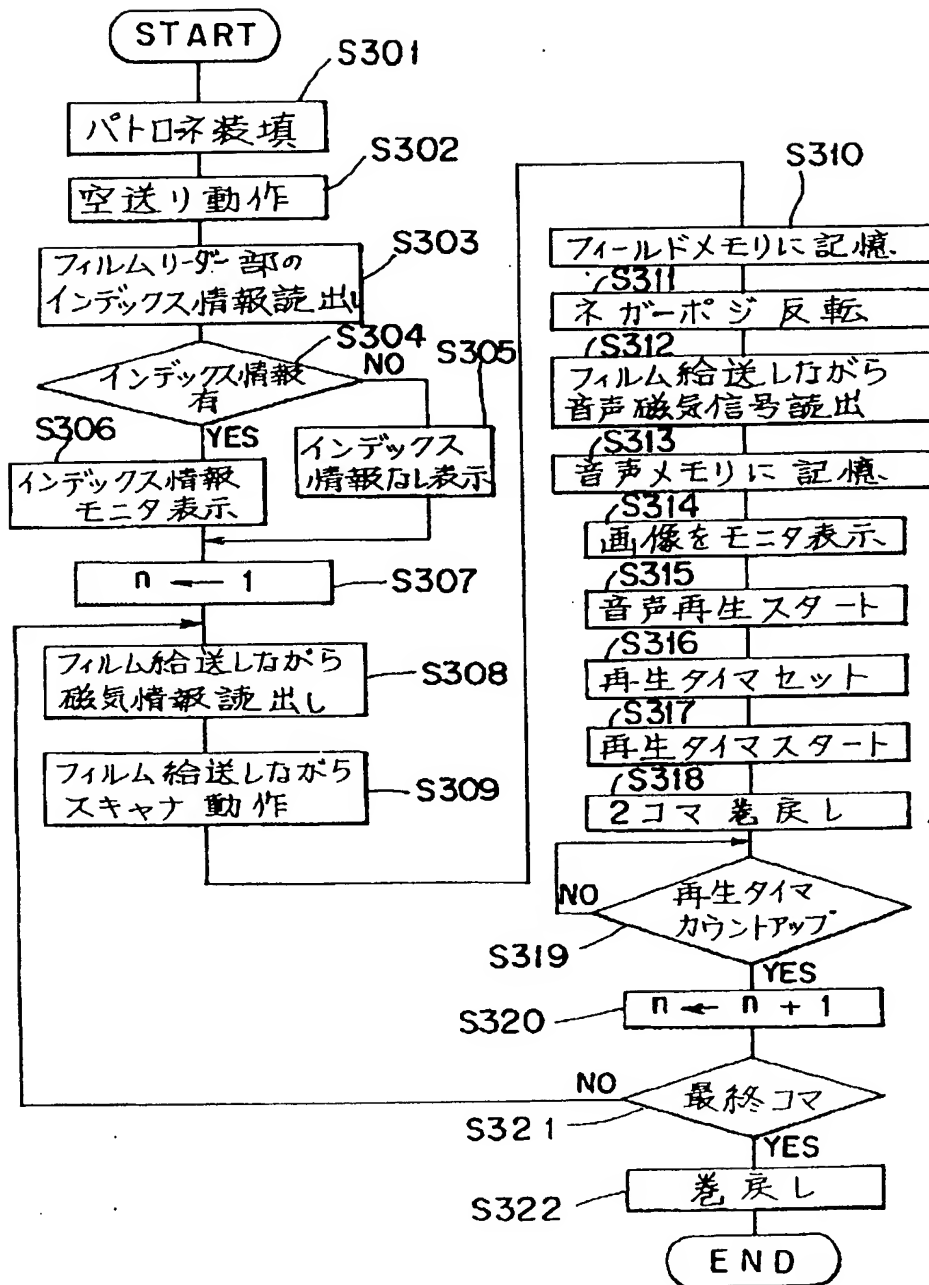 START
S301
パトロネ装填
S302
空送り動作
S303
フィルムリーダー部の
インデックス情報読出し
S304
インデックス情報
有
NO
YES
S305
インデックス
情報なし表示
S306
インデックス情報
モニタ表示
n ← 1
S307
フィルム給送しながら
磁気情報読出し
S308
フィルム給送しながら
スキャナ動作
S309
S310
フィールドメモリに記憶
S311
ネガーポジ反転
S312
フィルム給送しながら
音声磁気信号読出
S313
音声メモリに記憶
S314
画像をモニタ表示
S315
音声再生スタート
S316
再生タイマセット
S317
再生タイマスタート
S318
2コマ巻戻し
再生タイマ
カウントアップ
NO
S319
YES
n ← n + 1
S320
最終コマ
NO
S321
YES
巻戻し
S322
END